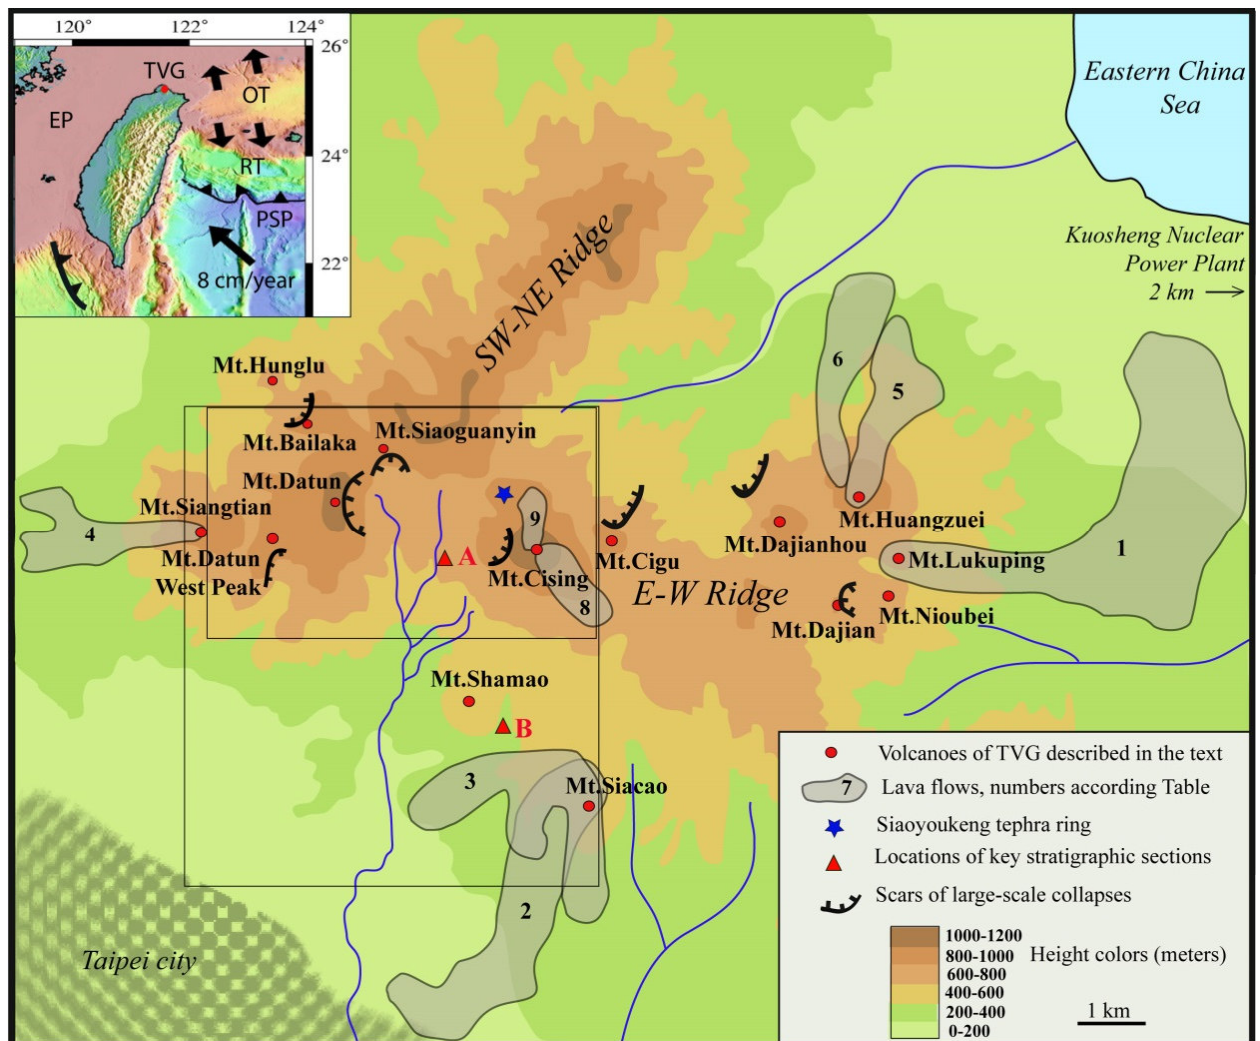 120°
122°
124°
26°
24°
22°
TVG
OT
EP
RT
PSP
8 cm/year
Eastern China
Sea
Kuosheng Nuclear
Power Plant
2 km
SW-NE Ridge
Mt.Hunglu
Mt.Bailaka
Mt.Siaoguanyin
Mt.Datun
Mt.Siangtian
4
Mt.Datun
West Peak
A
9
Mt.Cising
8
Mt.Cigu
E-W Ridge
6
5
Mt.Huangzuei
Mt.Dajianhou
Mt.Lukuping
1
Mt.Nioubei
Mt.Dajian
Mt.Shamao
B
3
Mt.Siacao
2
Taipei city
Volcanoes of TVG described in the text
7
Lava flows, numbers according Table
Siaoyoukeng tephra ring
Locations of key stratigraphic sections
Scars of large-scale collapses
1000-1200
800-1000
600-800
400-600
200-400
0-200
Height colors (meters)
1 km